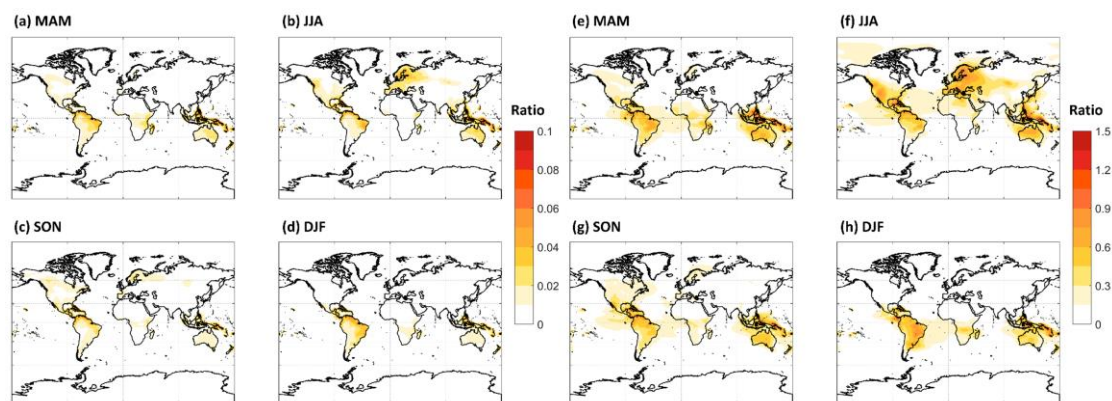 (a) MAM
(b) JJA
(e) MAM
(f) JJA
Ratio
0.1
0.08
0.06
0.04
0.02
0
Ratio
1.5
1.2
0.9
0.6
0.3
0
(c) SON
(d) DJF
(g) SON
(h) DJF